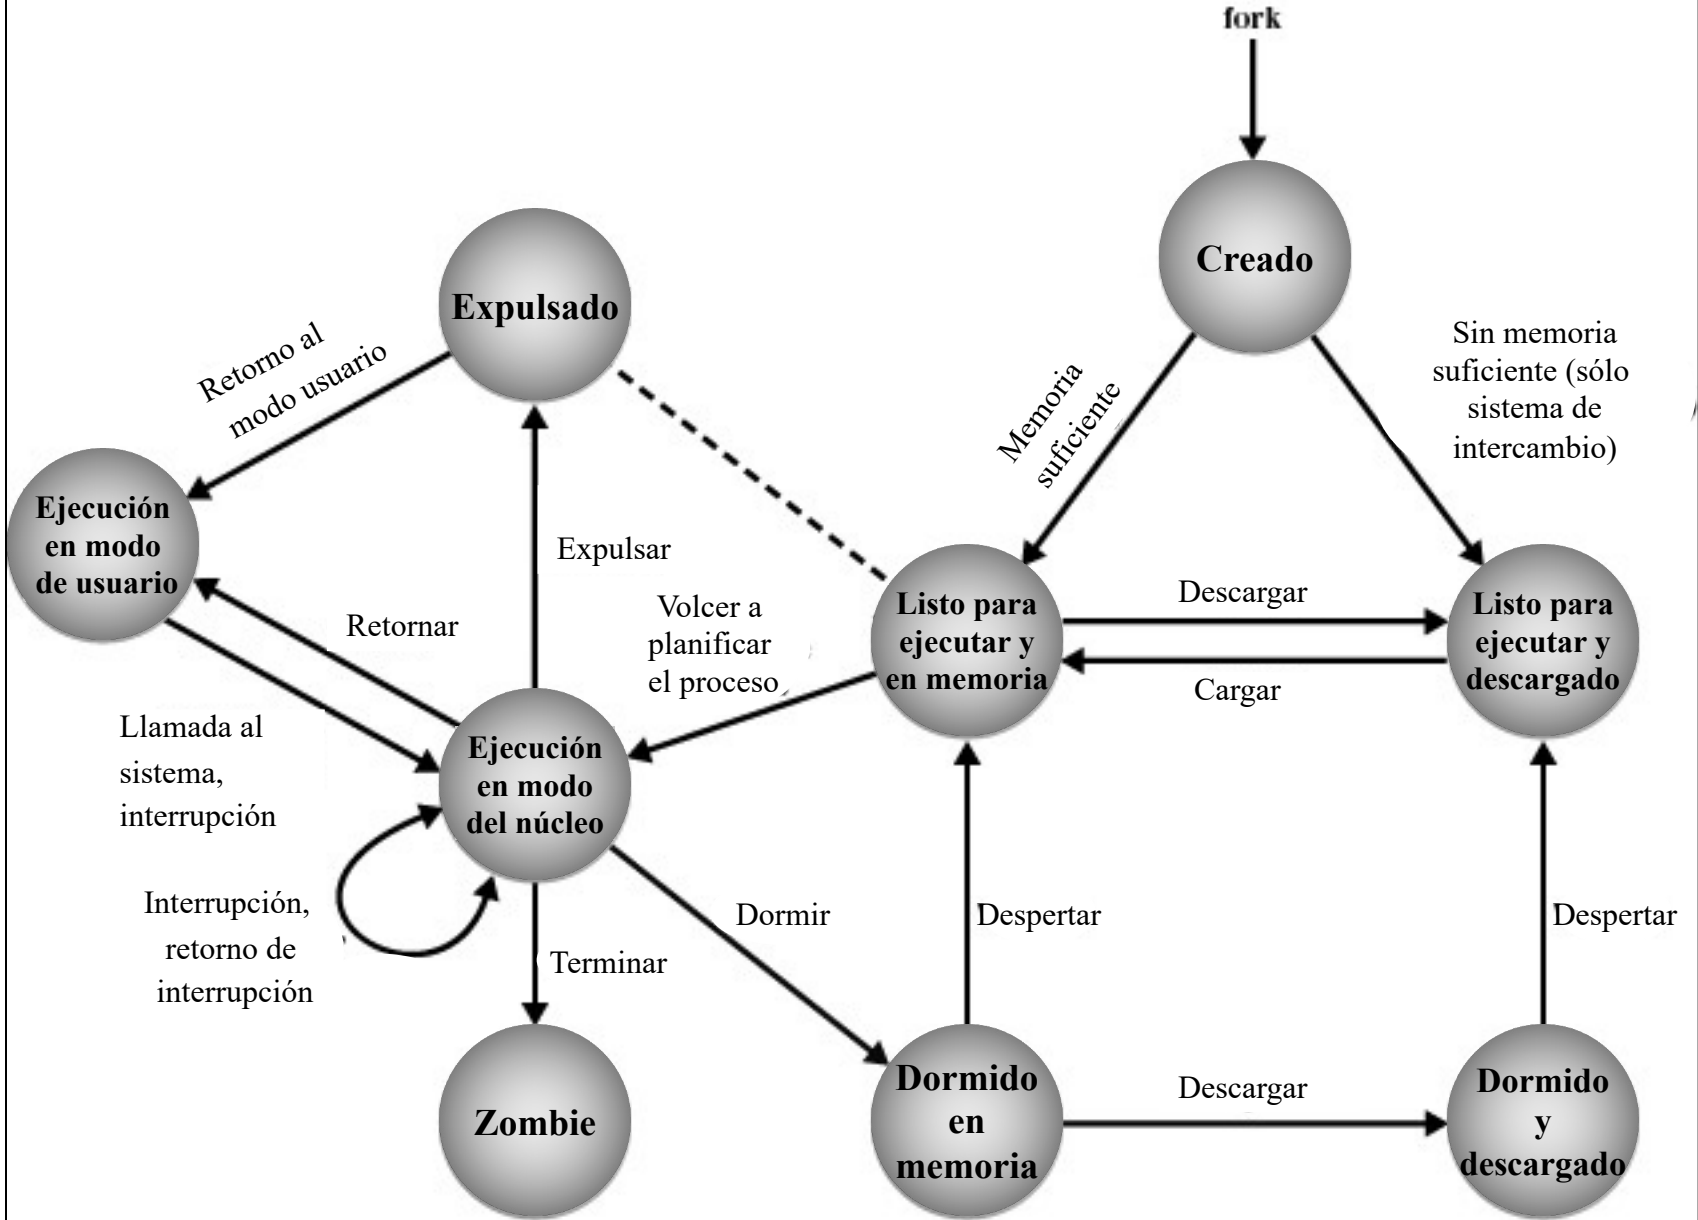 fork
Creado
Expulsado
Retorno al
modo usuario
Sin memoria
suficiente (sólo
sistema de
intercambio)
Memoria
suficiente
Ejecución
en modo
de usuario
Expulsar
Retornar
Volcer a
planificar
el proceso
Listo para
ejecutar y
en memoria
Descargar
Cargar
Listo para
ejecutar y
descargado
Llamada al
sistema,
interrupción
Ejecución
en modo
del núcleo
Interrupción,
retorno de
interrupción
Terminar
Dormir
Despertar
Despertar
Zombie
Dormido
en
memoria
Descargar
Dormido
y
descargado